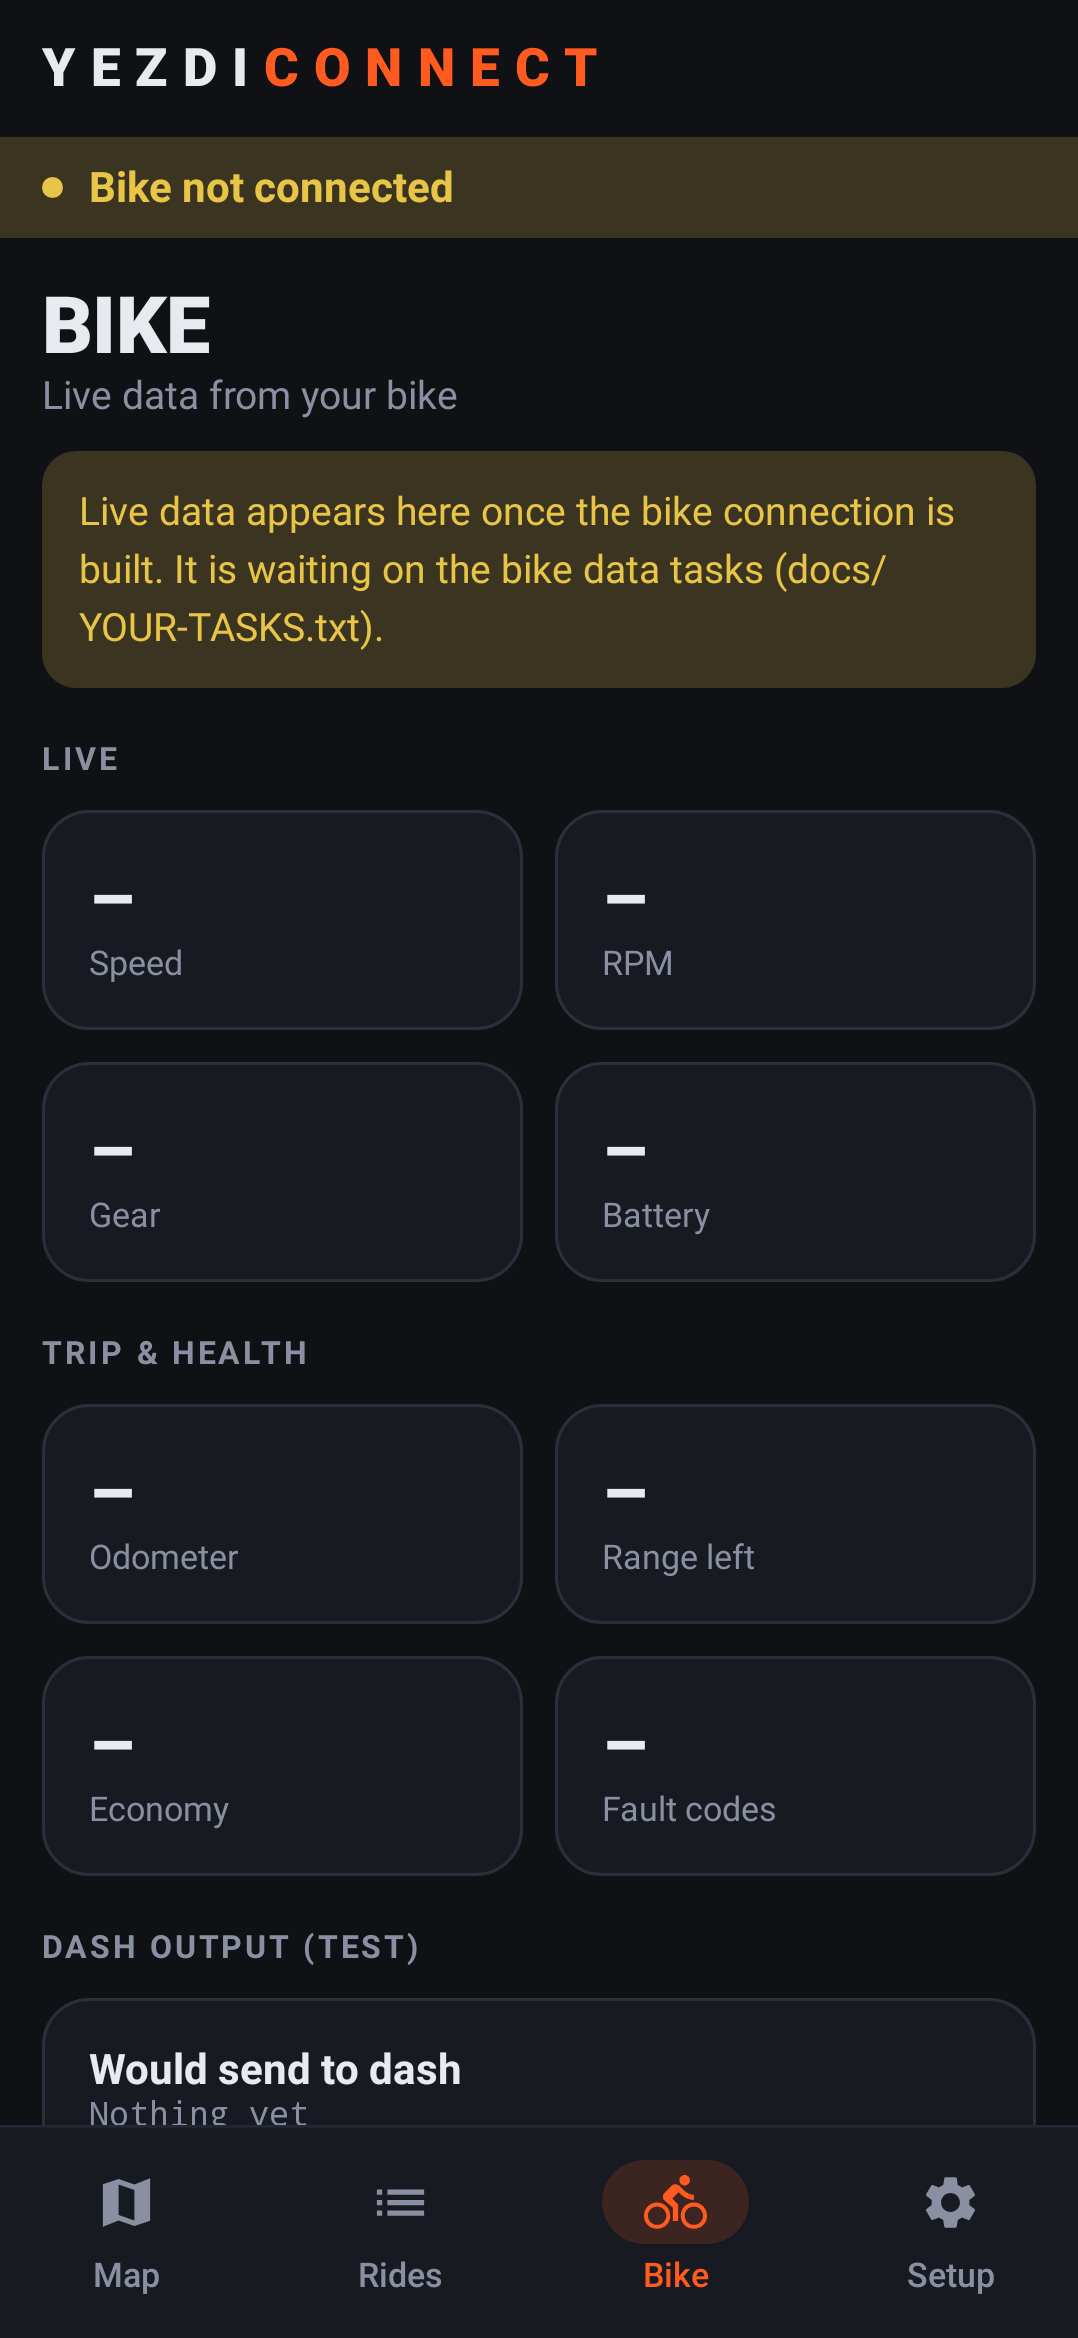 YEZDICONNECT
Bike not connected
BIKE
Live data from your bike
Live data appears here once the bike connection is
built. It is waiting on the bike data tasks (docs/
YOUR-TASKS.txt).
LIVE
–
Speed
–
RPM
–
Gear
–
Battery
TRIP & HEALTH
–
Odometer
–
Range left
–
Economy
–
Fault codes
DASH OUTPUT (TEST)
Would send to dash
Nothing yet
Map
Rides
Bike
Setup